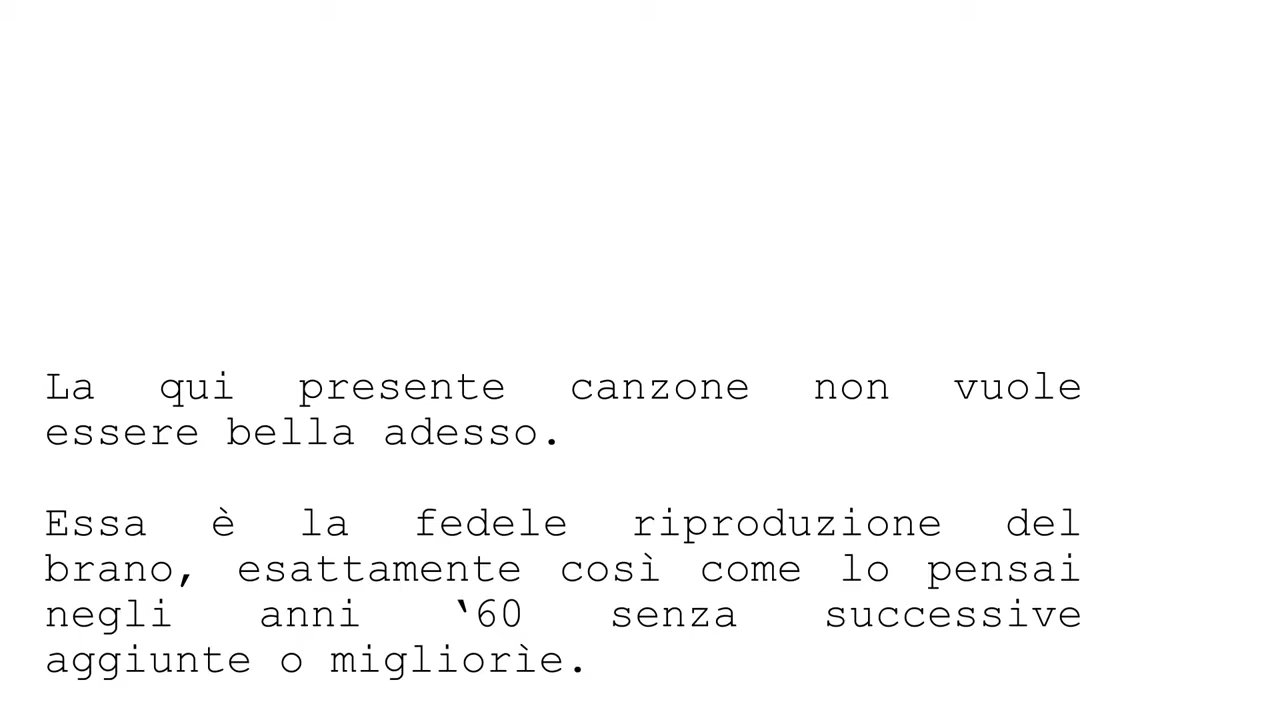 La qui presente canzone non vuole
essere bella adesso.
Essa è la fedele riproduzione del
brano, esattamente così come lo pensai
negli anni ‘60 senza successive
aggiunte o migliorìe.